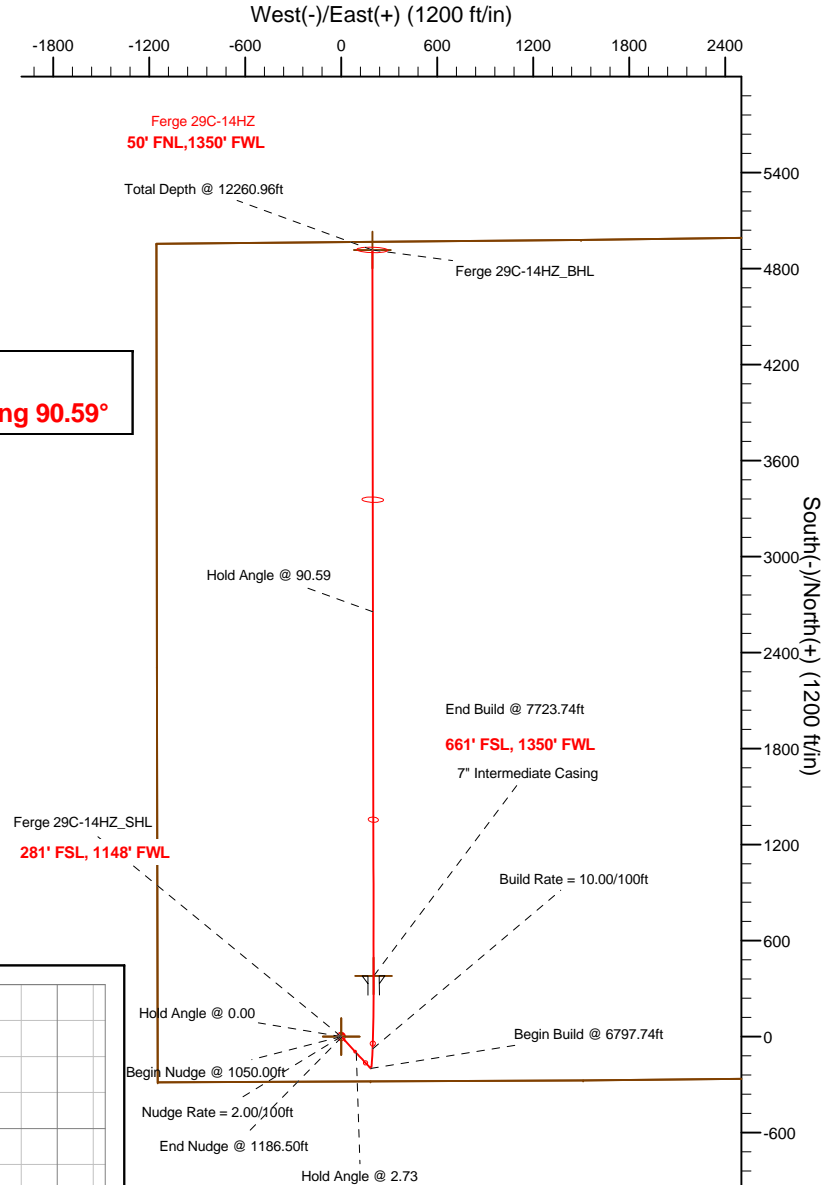 West(-)/East(+) (1200 ft/in)
-1800 -1200 -600 0 600 1200 1800 2400
Ferge 29C-14HZ
50' FNL,1350' FWL
Total Depth @ 12260.96ft
Ferge 29C-14HZ_BHL
5400
4800
4200
3600
3000
2400
1800
1200
600
0
-600
South(-)/North(+) (1200 ft/in)
ng 90.59°
Hold Angle @ 90.59
End Build @ 7723.74ft
661' FSL, 1350' FWL
7" Intermediate Casing
Ferge 29C-14HZ_SHL
281' FSL, 1148' FWL
Build Rate = 10.00/100ft
Hold Angle @ 0.00
Begin Build @ 6797.74ft
Begin Nudge @ 1050.00ft
Nudge Rate = 2.00/100ft
End Nudge @ 1186.50ft
Hold Angle @ 2.73